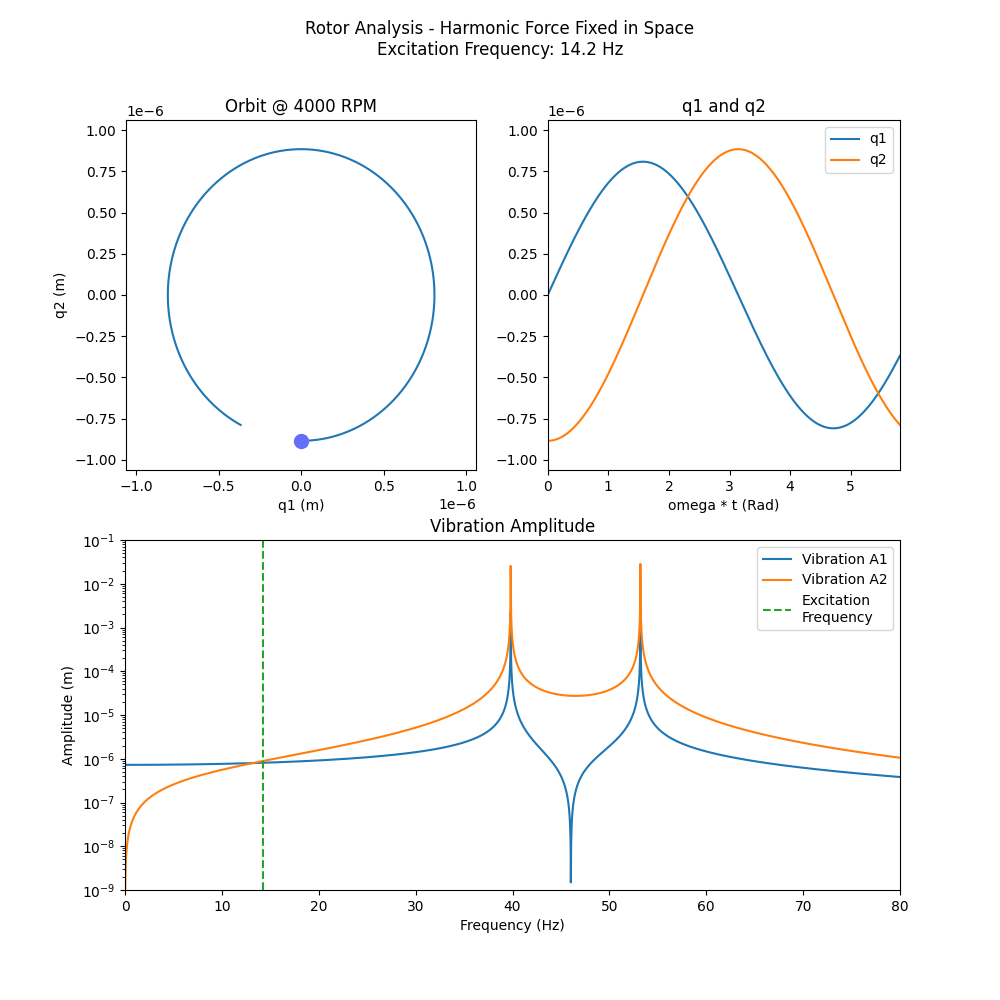 Rotor Analysis - Harmonic Force Fixed in Space
Excitation Frequency: 14.2 Hz
Orbit @ 4000 RPM
1e−6
1.00
0.75
0.50
0.25
0.00
−0.25
−0.50
−0.75
−1.00
q2 (m)
−1.0 −0.5 0.0 0.5 1.0
q1 (m)
1e−6
q1 and q2
1e−6
1.00
0.75
0.50
0.25
0.00
−0.25
−0.50
−0.75
−1.00
q1
q2
0 1 2 3 4 5
omega * t (Rad)
Vibration Amplitude
10⁻¹
10⁻²
10⁻³
10⁻⁴
10⁻⁵
10⁻⁶
10⁻⁷
10⁻⁸
10⁻⁹
Amplitude (m)
Vibration A1
Vibration A2
Excitation
Frequency
0 10 20 30 40 50 60 70 80
Frequency (Hz)